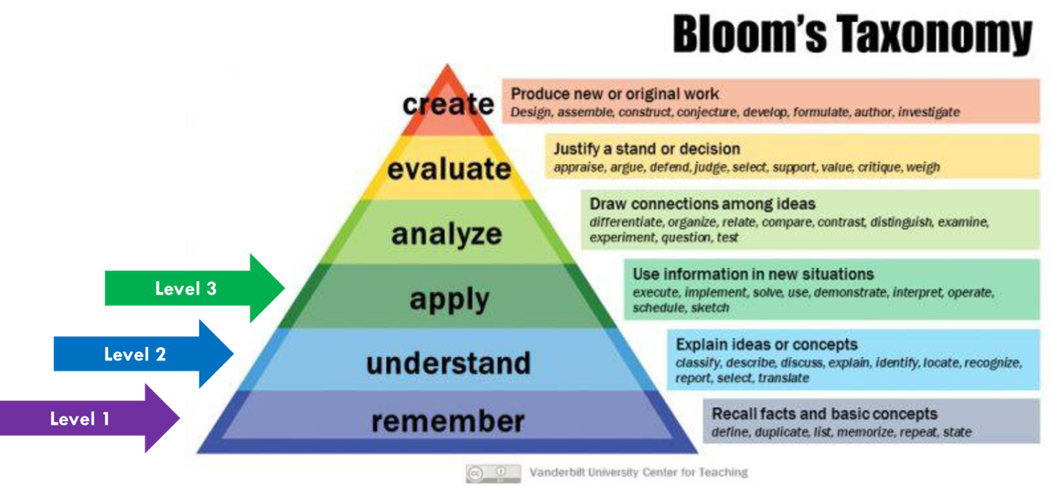 Bloom's Taxonomy
create
Produce new or original work
Design, assemble, construct, conjecture, develop, formulate, author, investigate
evaluate
Justify a stand or decision
appraise, argue, defend, judge, select, support, value, critique, weigh
analyze
Draw connections among ideas
differentiate, organize, relate, compare, contrast, distinguish, examine,
experiment, question, test
Level 3
apply
Use information in new situations
execute, implement, solve, use, demonstrate, interpret, operate,
schedule, sketch
Level 2
understand
Explain ideas or concepts
classify, describe, discuss, explain, identify, locate, recognize,
report, select, translate
Level 1
remember
Recall facts and basic concepts
define, duplicate, list, memorize, repeat, state
cc
Vanderbilt University Center for Teaching